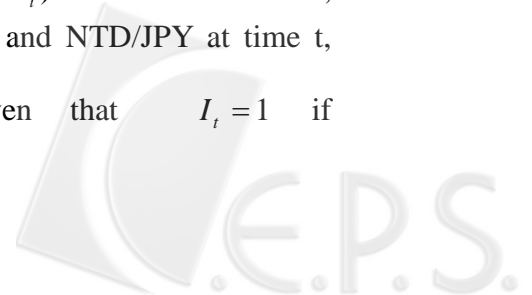 t) ,
and NTD/JPY at time t,
en that I_t = 1 if
C.E.P.S.